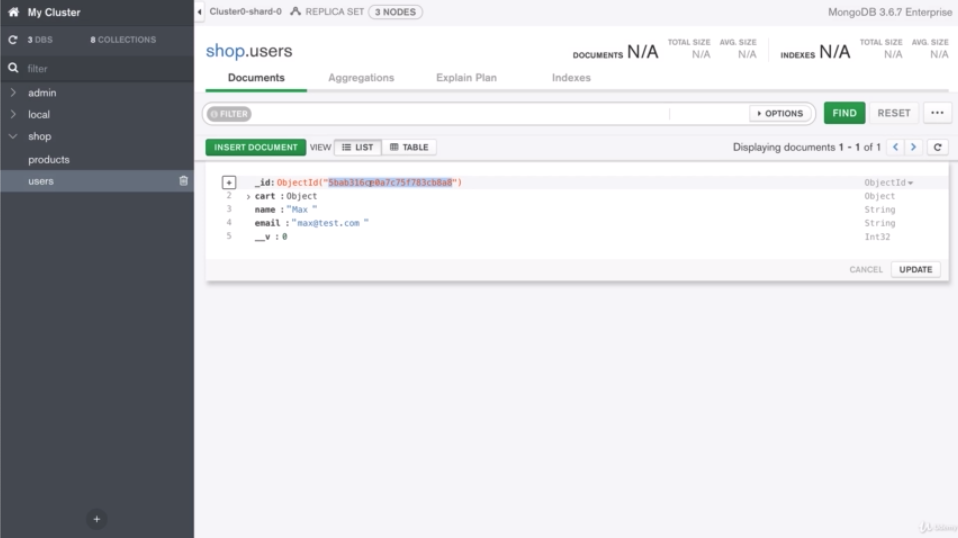 My Cluster
3 DBS 8 COLLECTIONS
filter
admin
local
shop
products
users
Cluster0-shard-0 REPLICA SET 3 NODES
MongoDB 3.6.7 Enterprise
shop.users
DOCUMENTS N/A TOTAL SIZE N/A AVG. SIZE N/A INDEXES N/A TOTAL SIZE N/A AVG. SIZE N/A
Documents Aggregations Explain Plan Indexes
FILTER OPTIONS FIND RESET ...
INSERT DOCUMENT VIEW LIST TABLE Displaying documents 1 - 1 of 1
_id: ObjectId(" ") ObjectId
2 cart : Object Object
3 name : "Max " String
4 email : "max@test.com " String
5 __v : 0 Int32
CANCEL UPDATE
Udemy